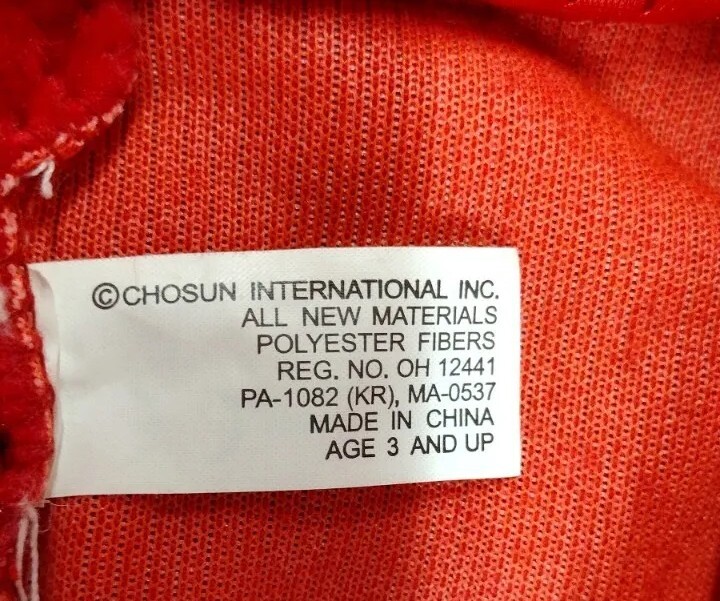 ©CHOSUN INTERNATIONAL INC.
ALL NEW MATERIALS
POLYESTER FIBERS
REG. NO. OH 12441
PA-1082 (KR), MA-0537
MADE IN CHINA
AGE 3 AND UP